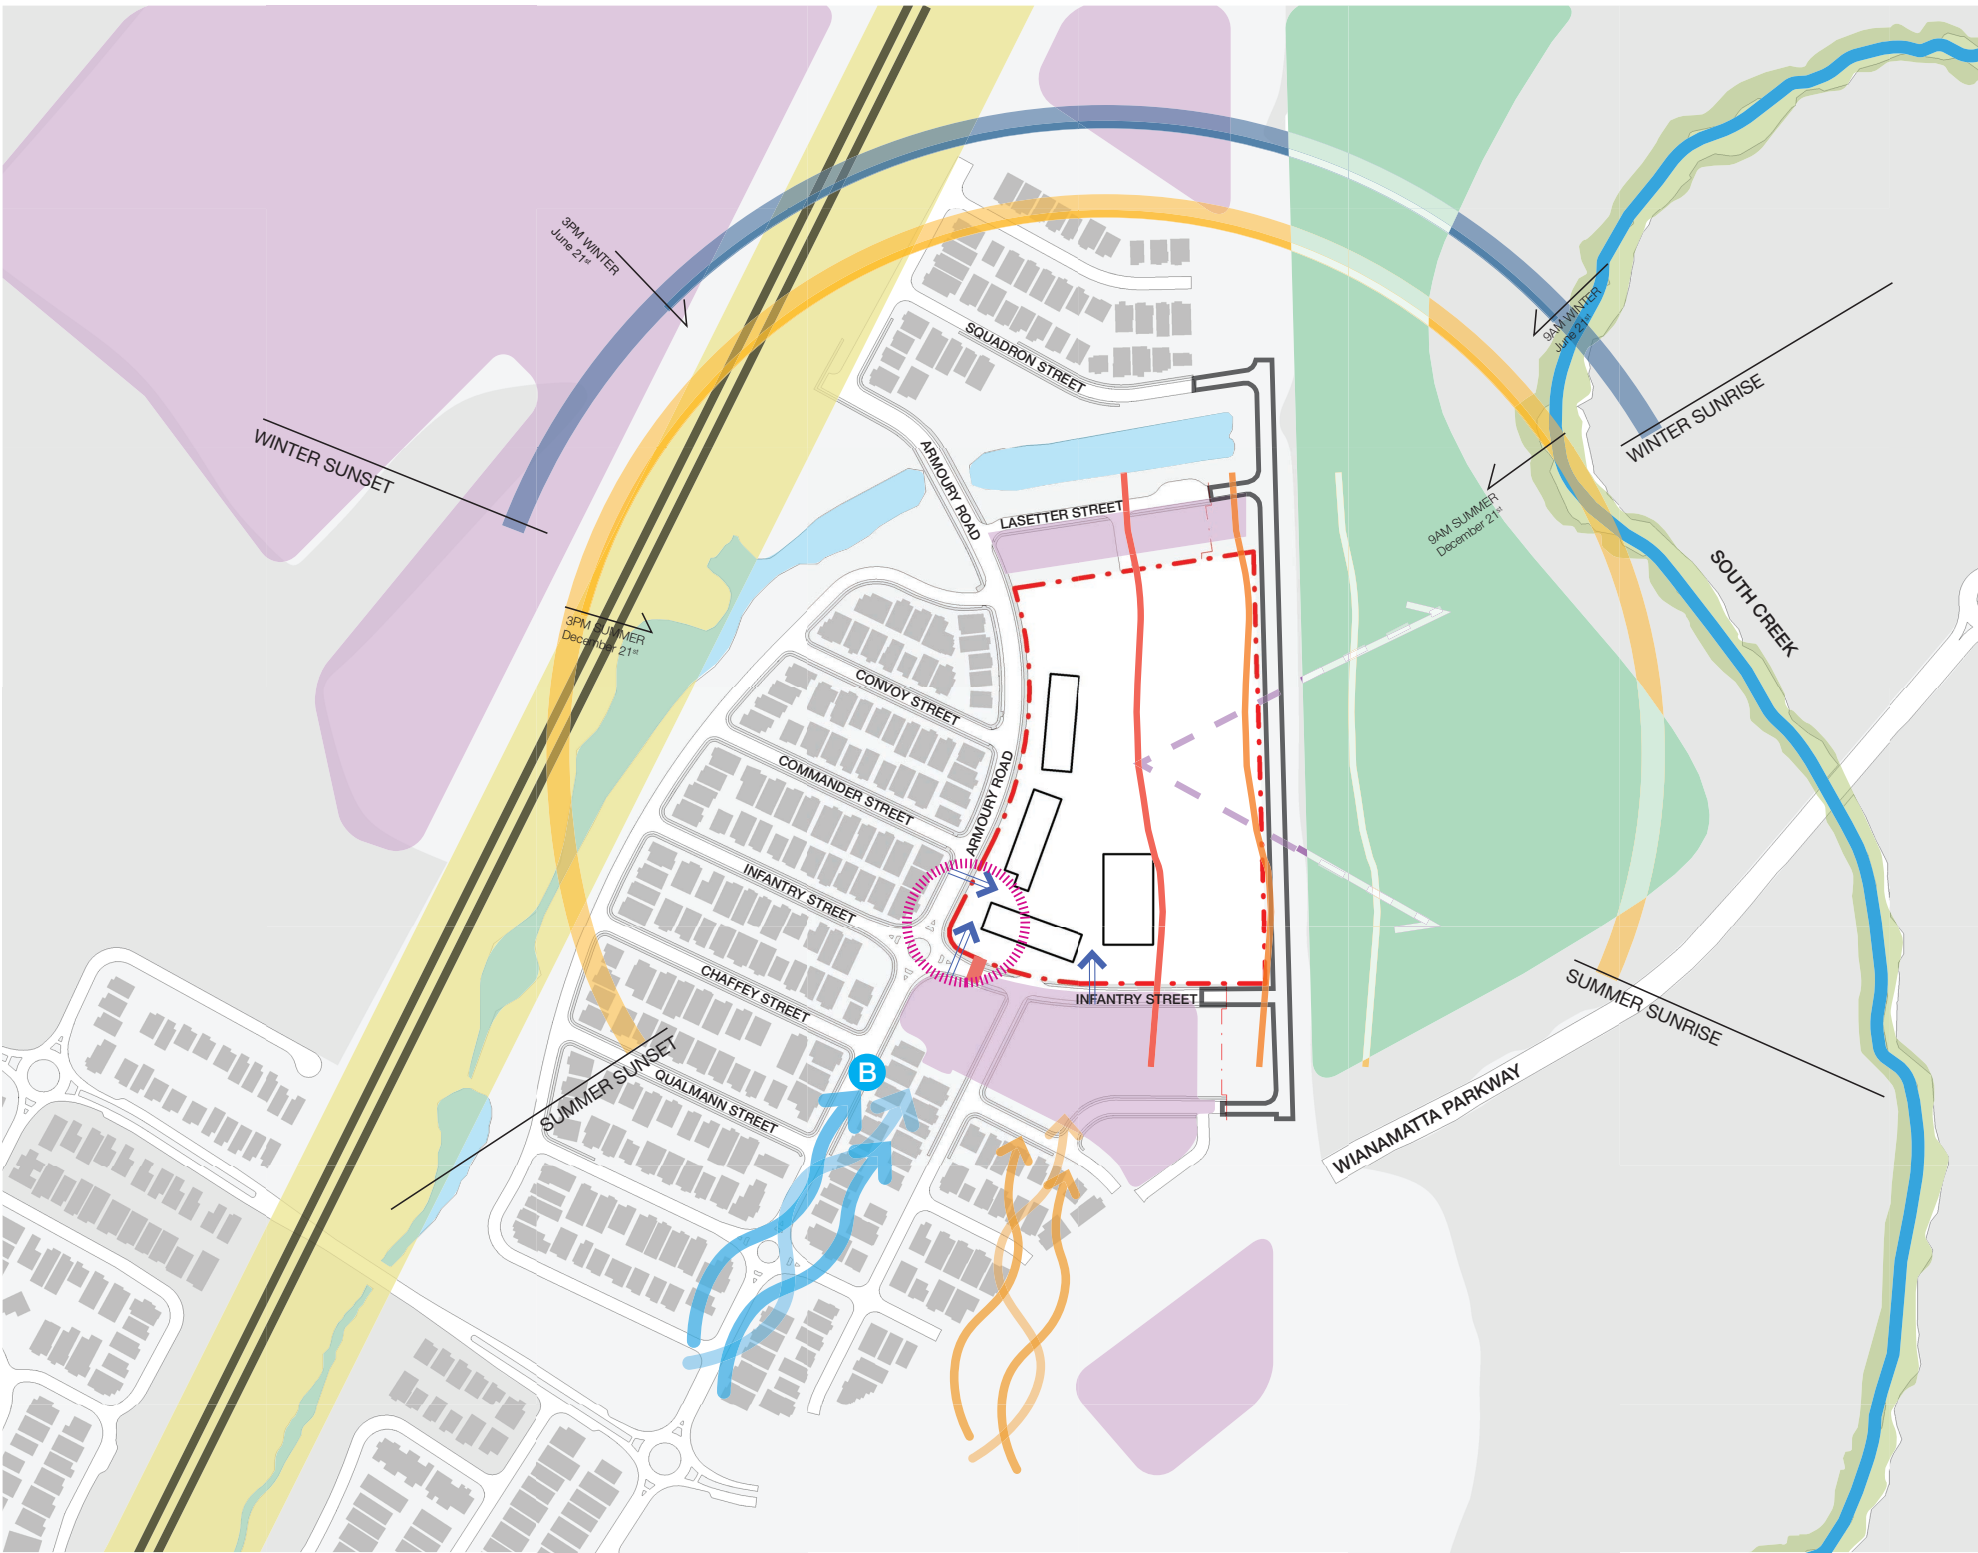 3PM WINTER
June 21st
9AM WINTER
June 21st
WINTER SUNSET
WINTER SUNRISE
SQUADRON STREET
ARMOURY ROAD
LASETTER STREET
9AM SUMMER
December 21st
SOUTH CREEK
3PM SUMMER
December 21st
CONVOY STREET
COMMANDER STREET
ARMOURY ROAD
INFANTRY STREET
CHAFFEY STREET
INFANTRY STREET
SUMMER SUNRISE
SUMMER SUNSET
QUALMANN STREET
B
WIANAMATTA PARKWAY